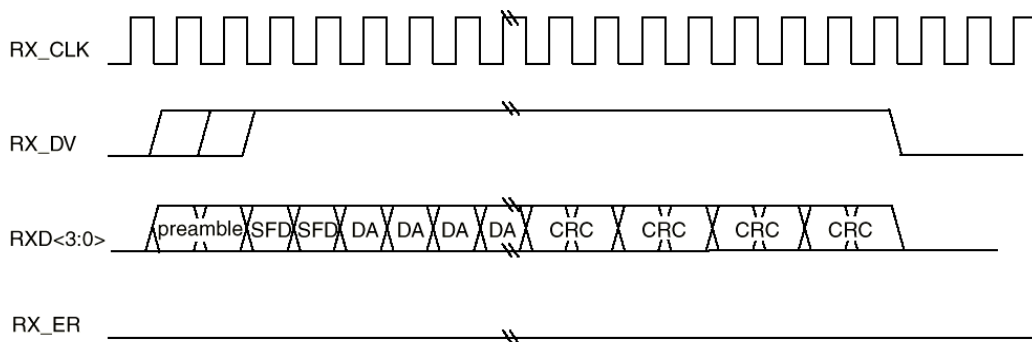 RX_CLK
RX_DV
RXD<3:0> preamble SFD SFD DA DA DA DA CRC CRC CRC CRC
RX_ER